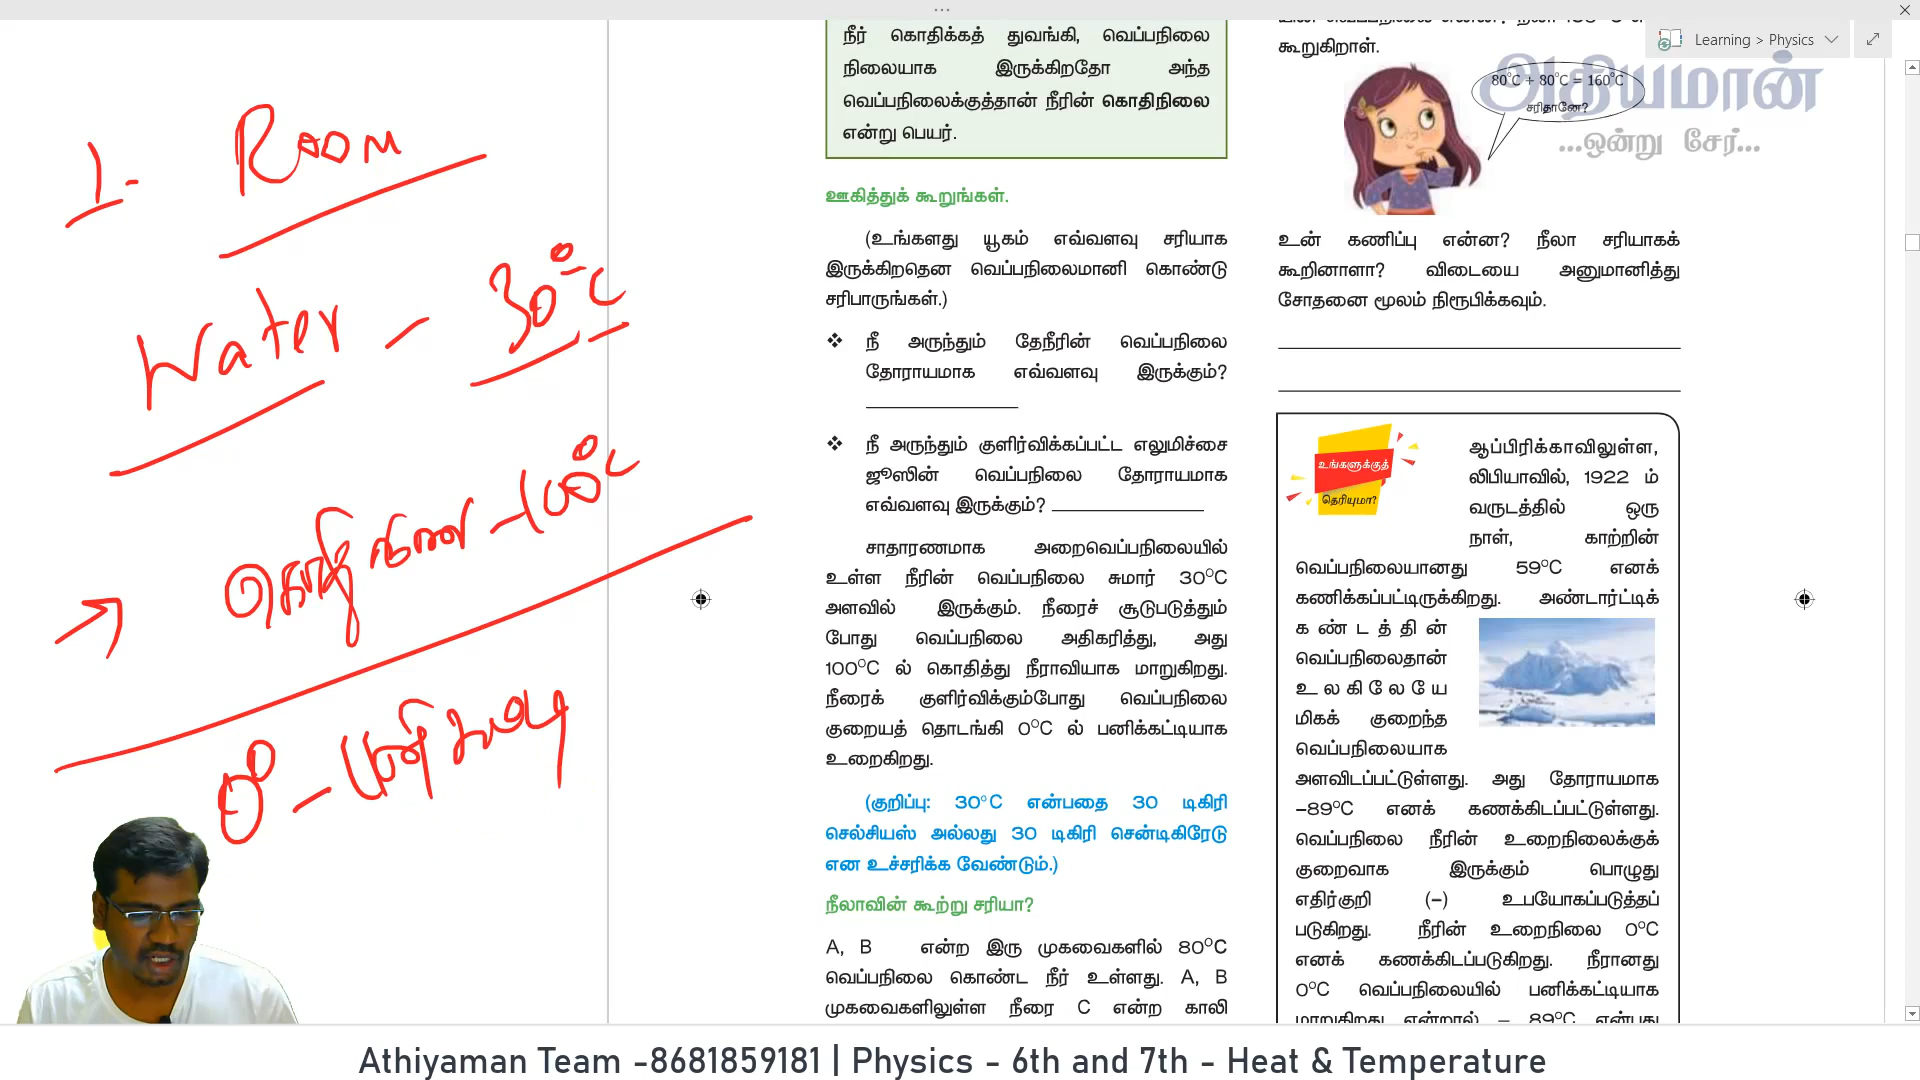 Learning > Physics
1- Room
Water - 30°C
→ கொதிநிலை -100°C
0° - பனிக்கட்டி
நீர் கொதிக்கத் துவங்கி, வெப்பநிலை
நிலையாக இருக்கிறதோ அந்த
வெப்பநிலைக்குத்தான் நீரின் கொதிநிலை
என்று பெயர்.
ஊகித்துக் கூறுங்கள்.
(உங்களது யூகம் எவ்வளவு சரியாக
இருக்கிறதென வெப்பநிலைமானி கொண்டு
சரிபாருங்கள்.)
❖ நீ அருந்தும் தேநீரின் வெப்பநிலை
தோராயமாக எவ்வளவு இருக்கும்?
❖ நீ அருந்தும் குளிர்விக்கப்பட்ட எலுமிச்சை
ஜூஸின் வெப்பநிலை தோராயமாக
எவ்வளவு இருக்கும்?
சாதாரணமாக அறைவெப்பநிலையில்
உள்ள நீரின் வெப்பநிலை சுமார் 30°C
அளவில் இருக்கும். நீரைச் சூடுபடுத்தும்
போது வெப்பநிலை அதிகரித்து, அது
100°C ல் கொதித்து நீராவியாக மாறுகிறது.
நீரைக் குளிர்விக்கும்போது வெப்பநிலை
குறையத் தொடங்கி 0°C ல் பனிக்கட்டியாக
உறைகிறது.
(குறிப்பு: 30°C என்பதை 30 டிகிரி
செல்சியஸ் அல்லது 30 டிகிரி சென்டிகிரேடு
என உச்சரிக்க வேண்டும்.)
நீலாவின் கூற்று சரியா?
A, B என்ற இரு முகவைகளில் 80°C
வெப்பநிலை கொண்ட நீர் உள்ளது. A, B
முகவைகளிலுள்ள நீரை C என்ற காலி
கூறுகிறாள்.
80°C + 80°C = 160°C
சரிதானே?
அதியமான்
...ஒன்று சேர்...
உன் கணிப்பு என்ன? நீலா சரியாகக்
கூறினாளா? விடையை அனுமானித்து
சோதனை மூலம் நிரூபிக்கவும்.
உங்களுக்குத்
தெரியுமா?
ஆப்பிரிக்காவிலுள்ள,
லிபியாவில், 1922 ம்
வருடத்தில் ஒரு
நாள், காற்றின்
வெப்பநிலையானது 59°C எனக்
கணிக்கப்பட்டிருக்கிறது. அண்டார்ட்டிக்
கண்டத்தின்
வெப்பநிலைதான்
உலகிலேயே
மிகக் குறைந்த
வெப்பநிலையாக
அளவிடப்பட்டுள்ளது. அது தோராயமாக
–89°C எனக் கணக்கிடப்பட்டுள்ளது.
வெப்பநிலை நீரின் உறைநிலைக்குக்
குறைவாக இருக்கும் பொழுது
எதிர்குறி (–) உபயோகப்படுத்தப்
படுகிறது. நீரின் உறைநிலை 0°C
எனக் கணக்கிடப்படுகிறது. நீரானது
0°C வெப்பநிலையில் பனிக்கட்டியாக
மாறுகிறது என்றால் – 89°C என்பது
Athiyaman Team -8681859181 | Physics - 6th and 7th - Heat & Temperature